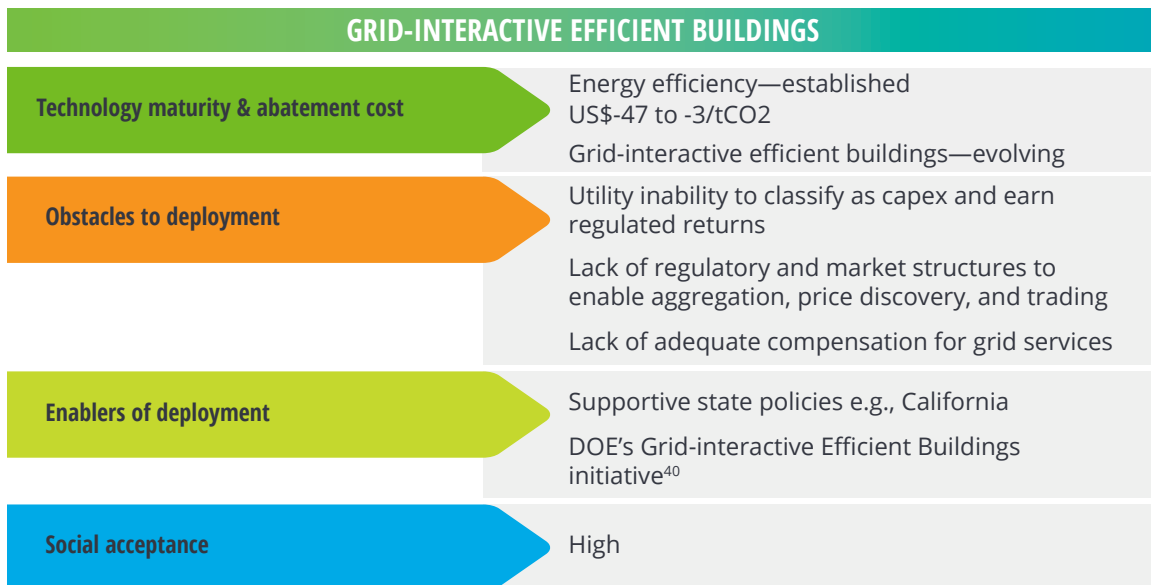 GRID-INTERACTIVE EFFICIENT BUILDINGS
Technology maturity & abatement cost
Energy efficiency—established
US$-47 to -3/tCO2
Grid-interactive efficient buildings—evolving
Obstacles to deployment
Utility inability to classify as capex and earn
regulated returns
Lack of regulatory and market structures to
enable aggregation, price discovery, and trading
Lack of adequate compensation for grid services
Enablers of deployment
Supportive state policies e.g., California
DOE’s Grid-interactive Efficient Buildings
initiative⁴⁰
Social acceptance
High